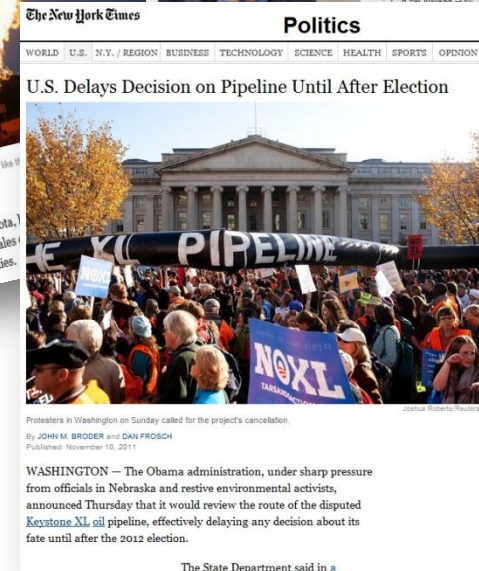 The New York Times
Politics
WORLD U.S. N.Y. / REGION BUSINESS TECHNOLOGY SCIENCE HEALTH SPORTS OPINION
U.S. Delays Decision on Pipeline Until After Election
XL PIPELINE
NO XL
NOXL
NOXL
TARSANDSACTION
Joshua Roberts/Reuters
Protesters in Washington on Sunday called for the project's cancellation.
By JOHN M. BRODER and DAN FROSCH
Published: November 10, 2011
WASHINGTON — The Obama administration, under sharp pressure
from officials in Nebraska and restive environmental activists,
announced Thursday that it would review the route of the disputed
Keystone XL oil pipeline, effectively delaying any decision about its
fate until after the 2012 election.
The State Department said in a